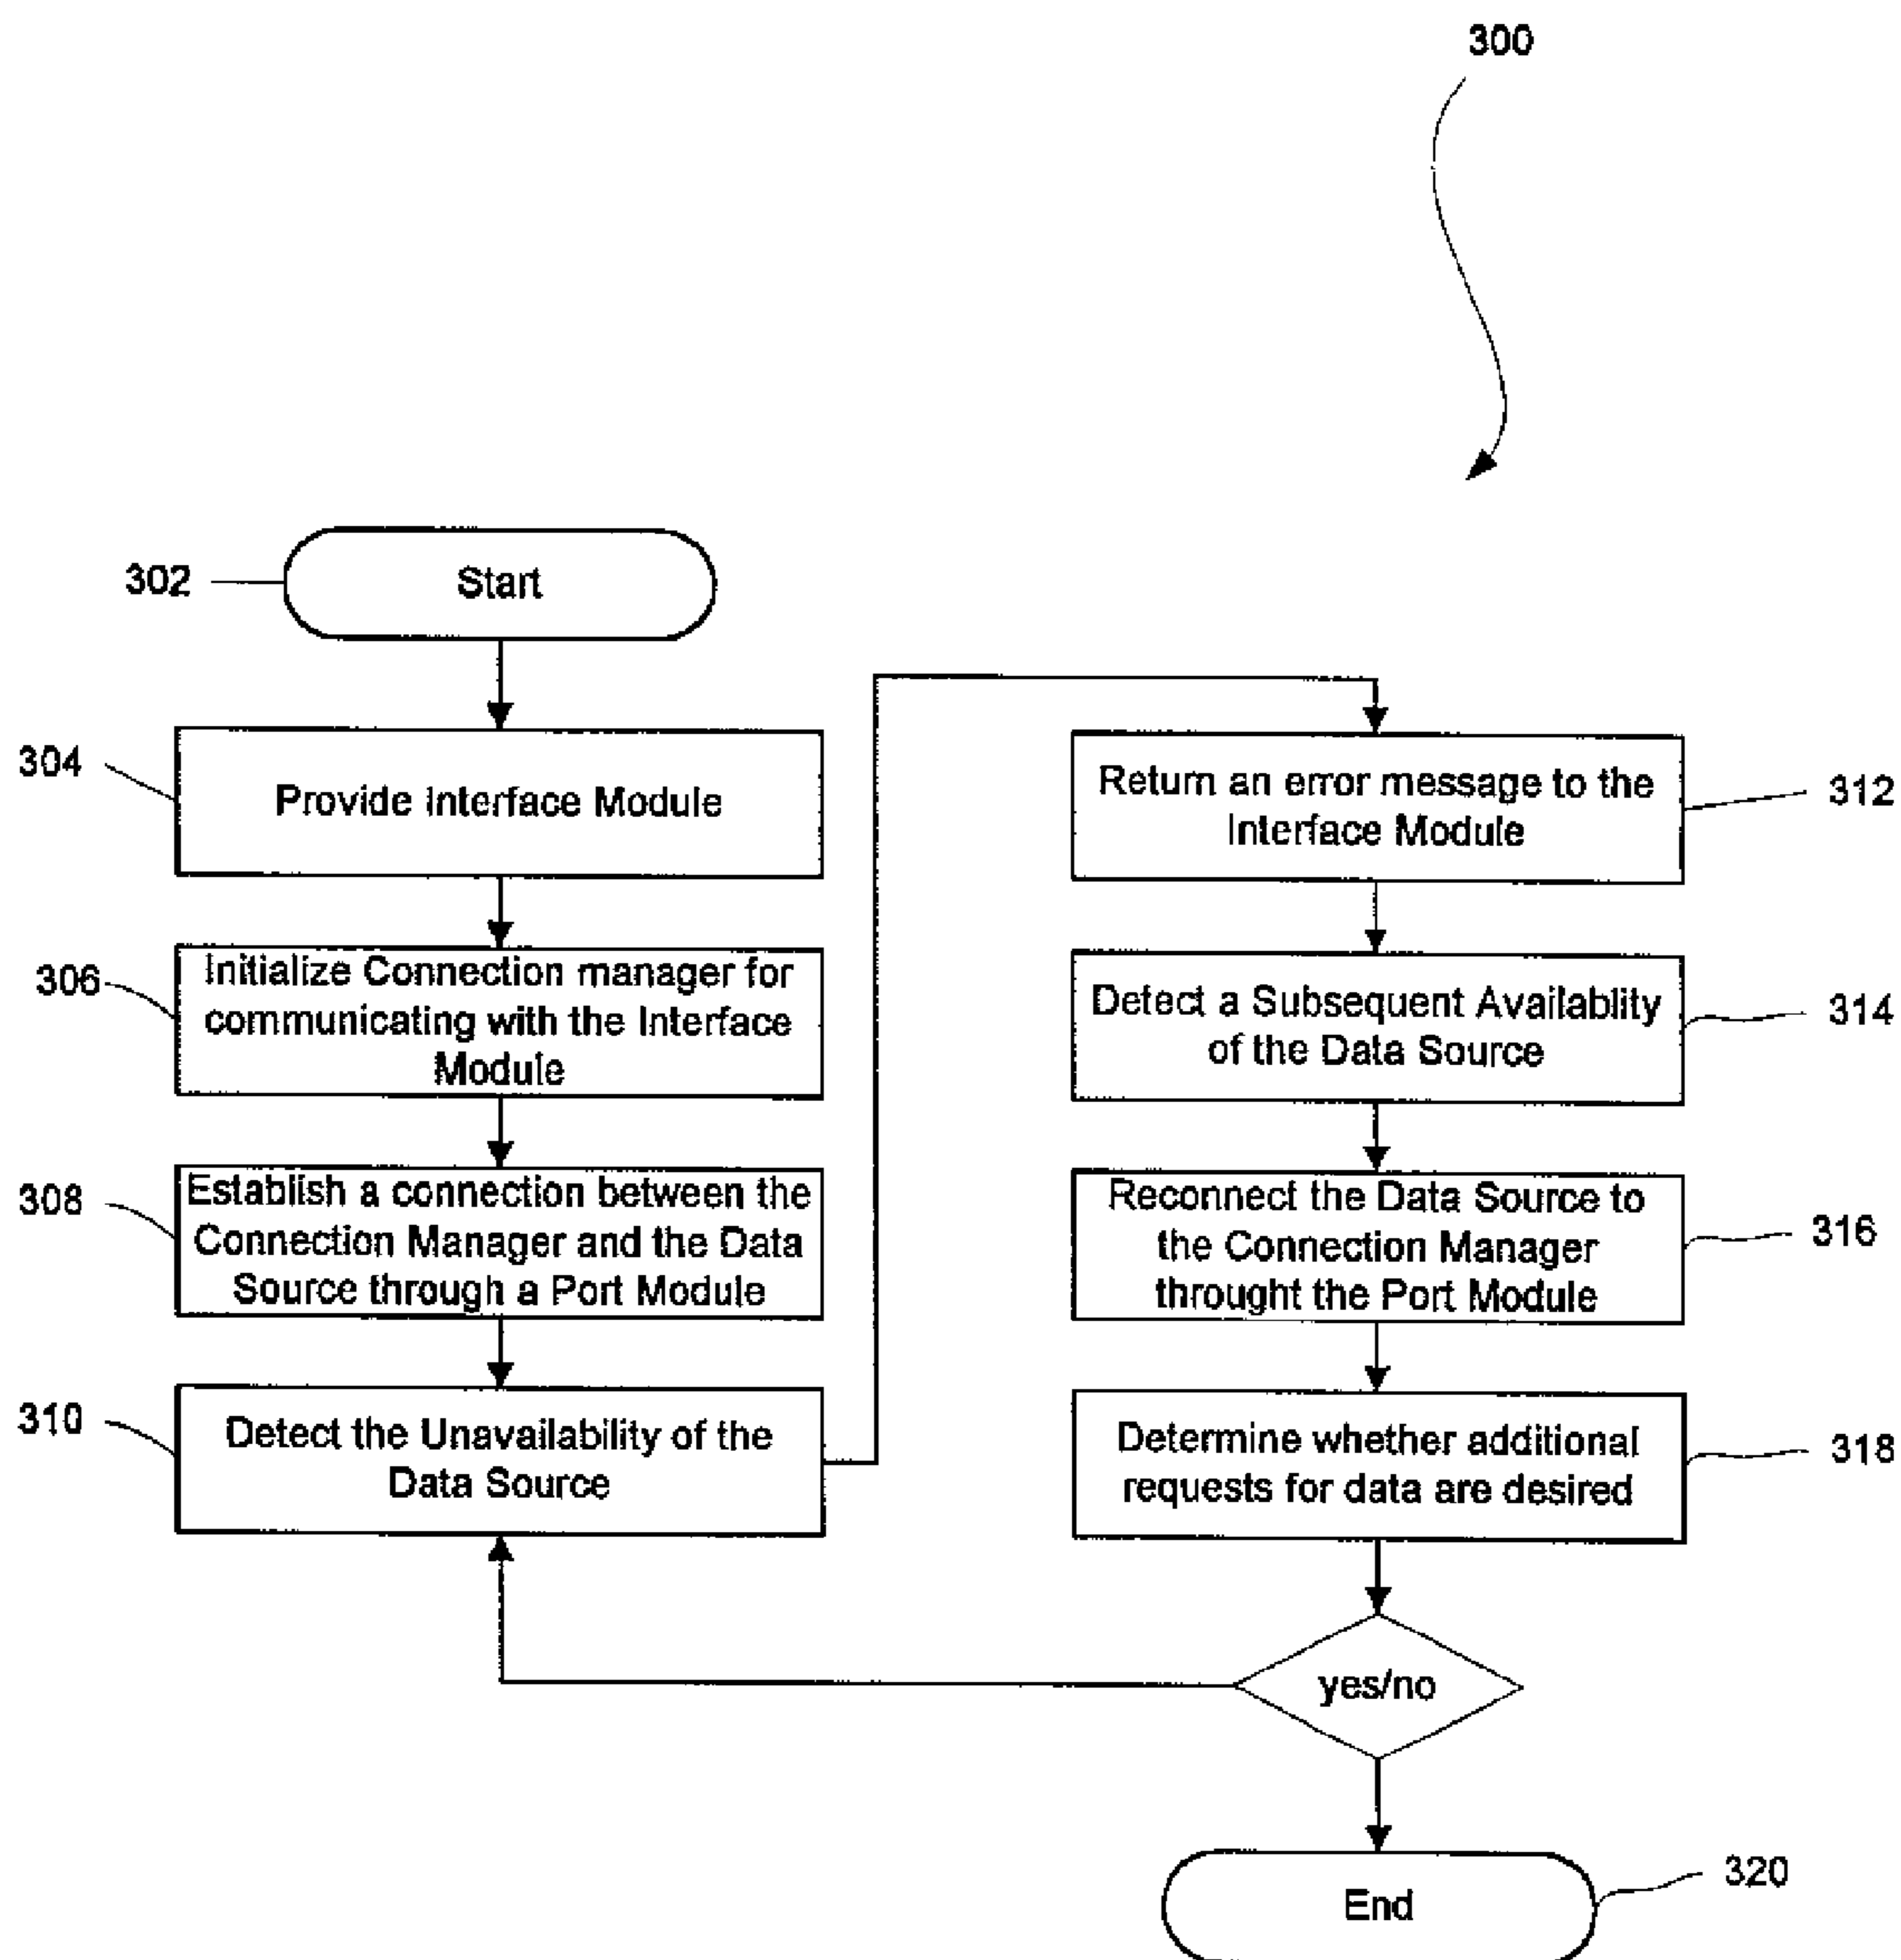 300
302
Start
304
Provide Interface Module
306
Initialize Connection manager for
communicating with the Interface
Module
308
Establish a connection between the
Connection Manager and the Data
Source through a Port Module
310
Detect the Unavailability of the
Data Source
Return an error message to the
Interface Module
312
Detect a Subsequent Availablity
of the Data Source
314
Reconnect the Data Source to
the Connection Manager
throught the Port Module
316
Determine whether additional
requests for data are desired
318
yes/no
End
320